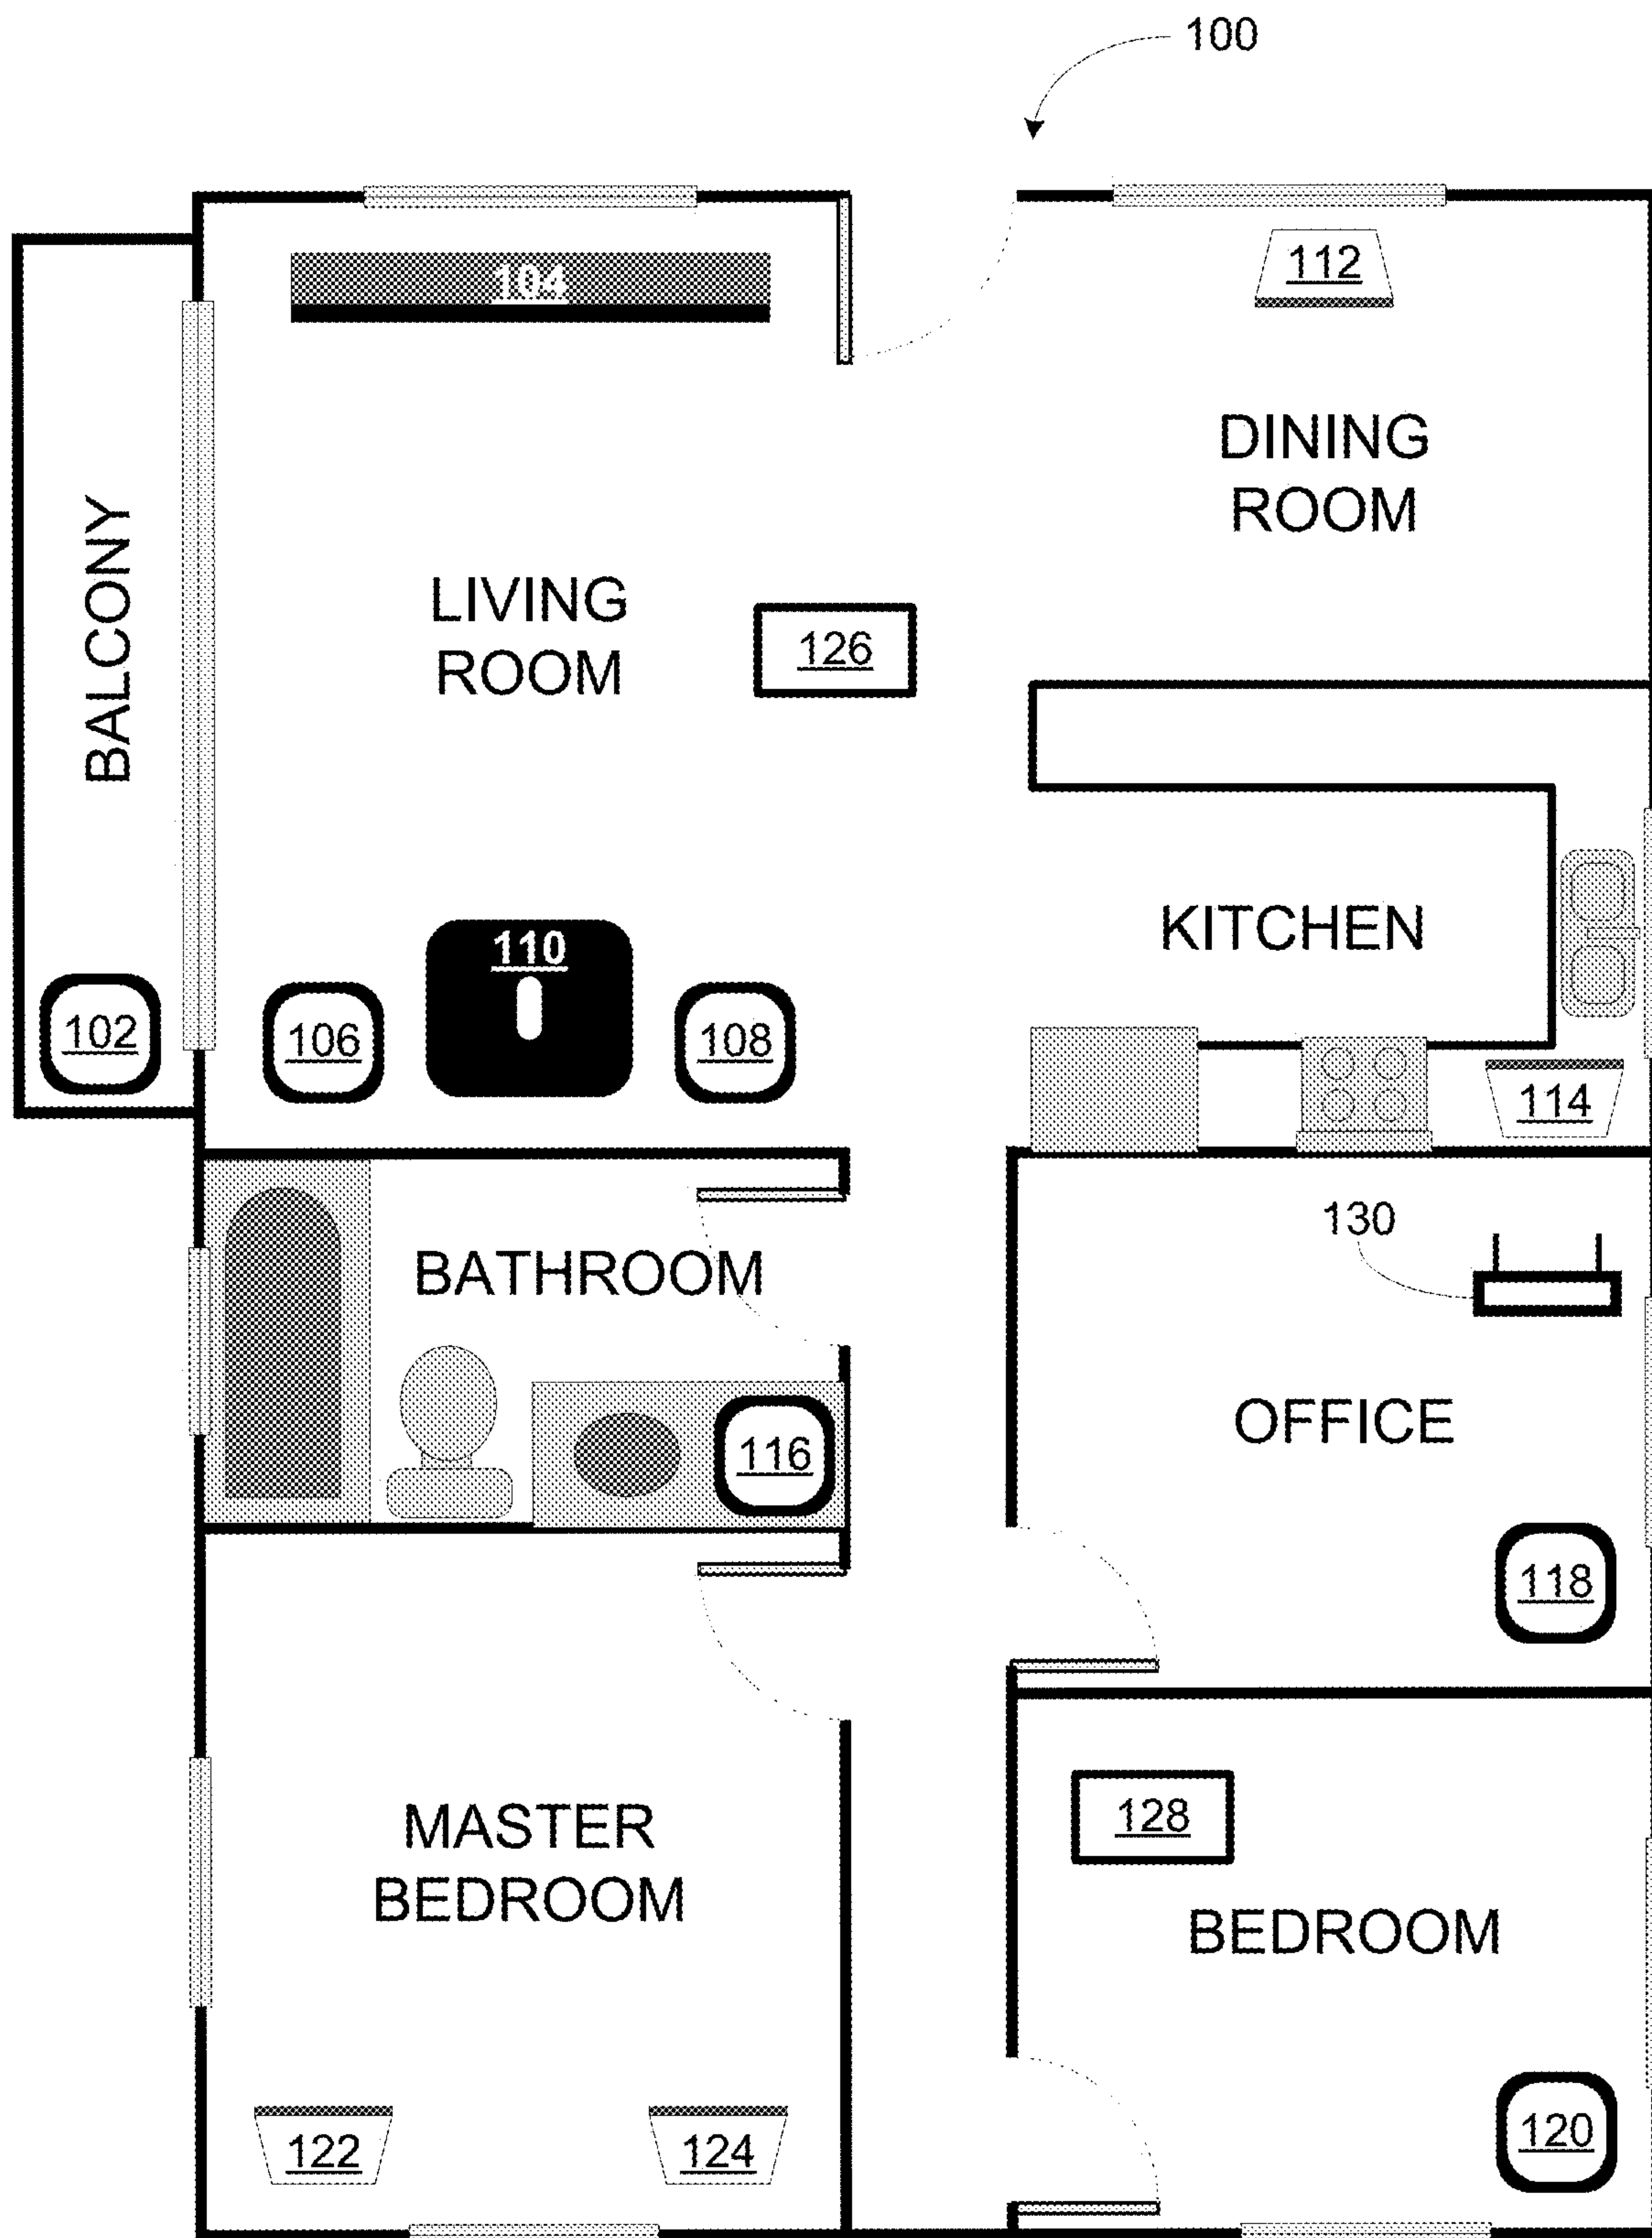 100
104
112
DINING
ROOM
BALCONY
LIVING
ROOM
126
KITCHEN
110
102
106
108
114
130
BATHROOM
OFFICE
116
118
MASTER
BEDROOM
128
BEDROOM
122
124
120